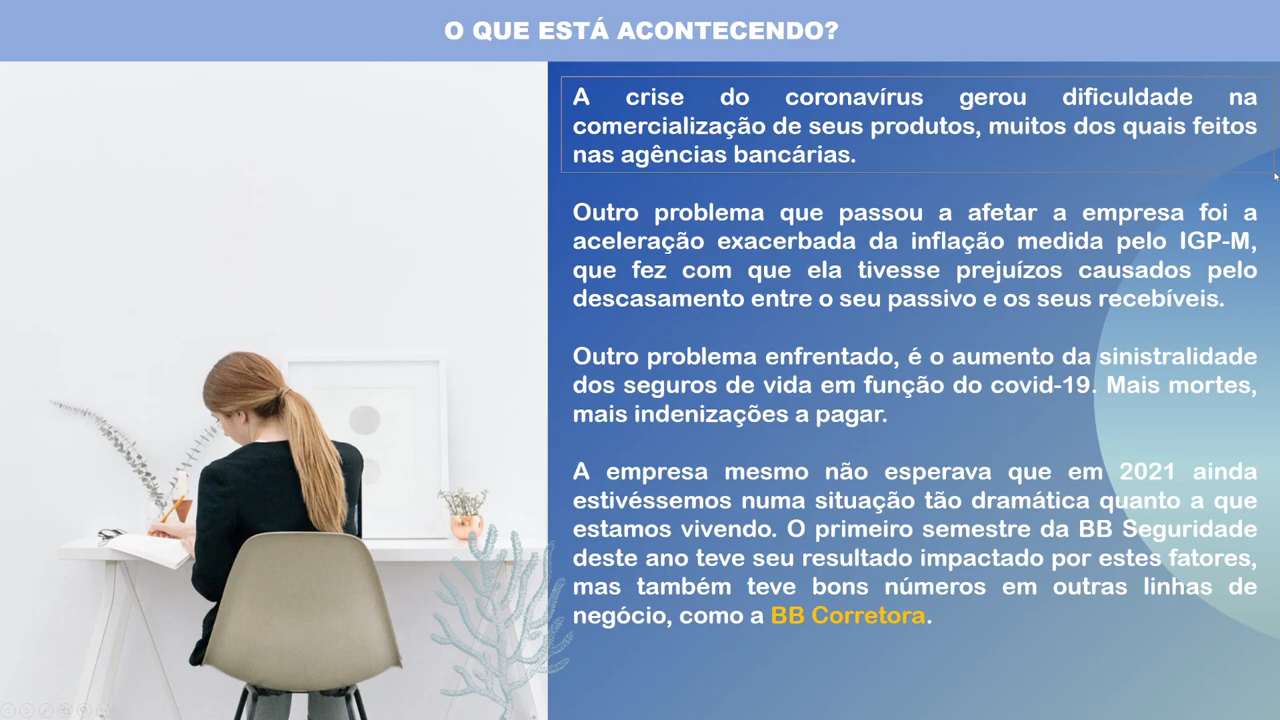 O QUE ESTÁ ACONTECENDO?
A crise do coronavírus gerou dificuldade na
comercialização de seus produtos, muitos dos quais feitos
nas agências bancárias.
Outro problema que passou a afetar a empresa foi a
aceleração exacerbada da inflação medida pelo IGP-M,
que fez com que ela tivesse prejuízos causados pelo
descasamento entre o seu passivo e os seus recebíveis.
Outro problema enfrentado, é o aumento da sinistralidade
dos seguros de vida em função do covid-19. Mais mortes,
mais indenizações a pagar.
A empresa mesmo não esperava que em 2021 ainda
estivéssemos numa situação tão dramática quanto a que
estamos vivendo. O primeiro semestre da BB Seguridade
deste ano teve seu resultado impactado por estes fatores,
mas também teve bons números em outras linhas de
negócio, como a BB Corretora.